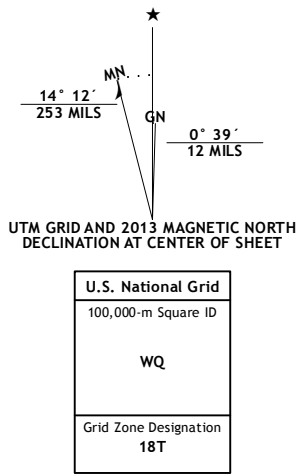 ★
MN
GN
14° 12´
253 MILS
0° 39´
12 MILS
UTM GRID AND 2013 MAGNETIC NORTH
DECLINATION AT CENTER OF SHEET
U.S. National Grid
100,000-m Square ID
WQ
Grid Zone Designation
18T